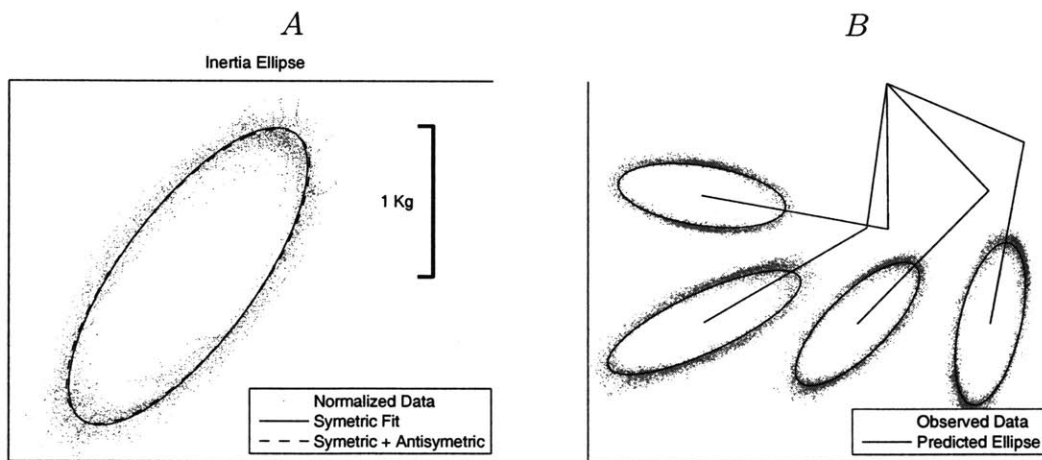 A
Inertia Ellipse
1 Kg
Normalized Data
Symetric Fit
Symetric + Antisymetric
B
Observed Data
Predicted Ellipse